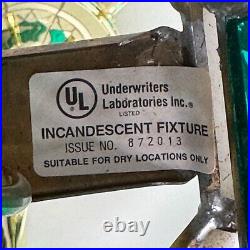 UL
Underwriters
Laboratories Inc.®
LISTED
INCANDESCENT FIXTURE
ISSUE NO. 872013
SUITABLE FOR DRY LOCATIONS ONLY